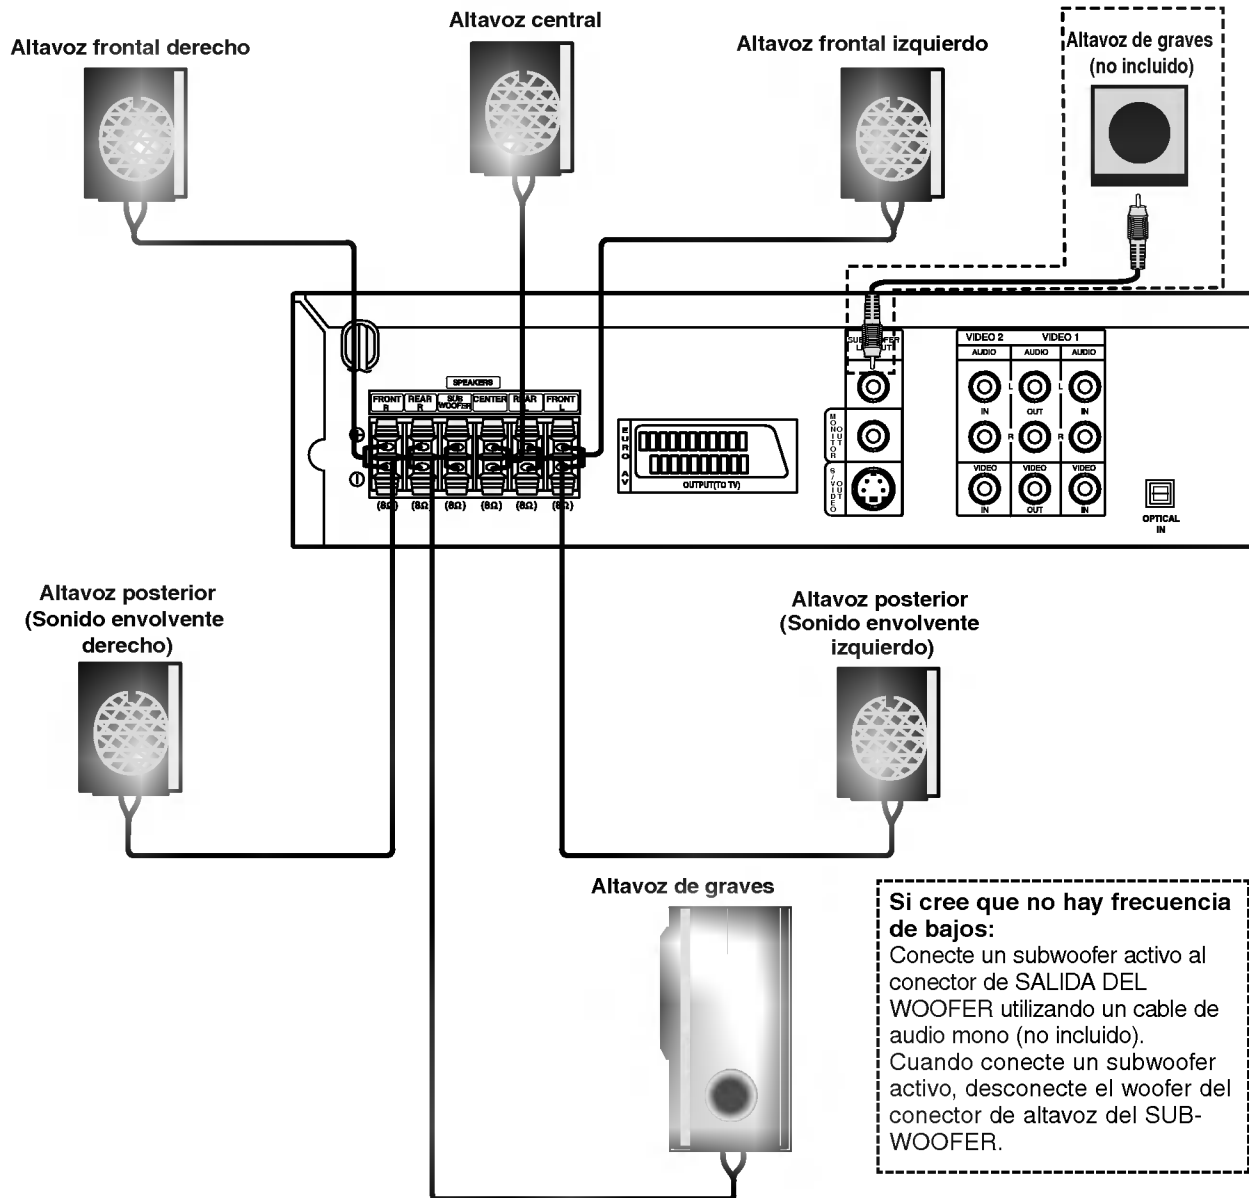 Altavoz central
Altavoz frontal derecho
Altavoz frontal izquierdo
Altavoz de graves
(no incluido)
VIDEO 2 VIDEO 1
AUDIO AUDIO AUDIO
L L
IN OUT IN
R R
VIDEO VIDEO VIDEO
IN OUT IN
MONITOR
OUT
S/VIDEO
OUT
SPEAKERS
FRONT
R
REAR
R
SUB
WOOFER
CENTER
FRONT
L
(8Ω) (8Ω) (8Ω) (8Ω) (8Ω) (8Ω)
EURO AV
OUTPUT(TO TV)
OPTICAL
IN
Altavoz posterior
(Sonido envolvente
derecho)
Altavoz posterior
(Sonido envolvente
izquierdo)
Altavoz de graves
Si cree que no hay frecuencia
de bajos:
Conecte un subwoofer activo al
conector de SALIDA DEL
WOOFER utilizando un cable de
audio mono (no incluido).
Cuando conecte un subwoofer
activo, desconecte el woofer del
conector de altavoz del SUB-
WOOFER.